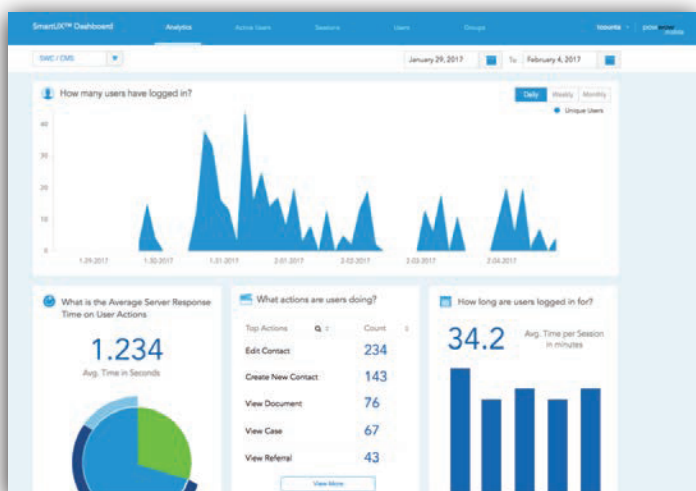 SmartUX™ Dashboard Analytics Active Users Sessions Users Groups
SWC / CMS January 29, 2017 To February 4, 2017
How many users have logged in?
Daily Weekly Monthly
Unique Users
40
30
20
10
0
1-29-2017 1-30-2017 1-31-2017 2-01-2017 2-02-2017 2-03-2017 2-04-2017
What is the Average Server Response
Time on User Actions
1.234
Avg. Time in Seconds
What actions are users doing?
Top Actions Count
Edit Contact 234
Create New Contact 143
View Document 76
View Case 67
View Referral 43
View More
How long are users logged in for?
34.2
Avg. Time per Session
in minutes